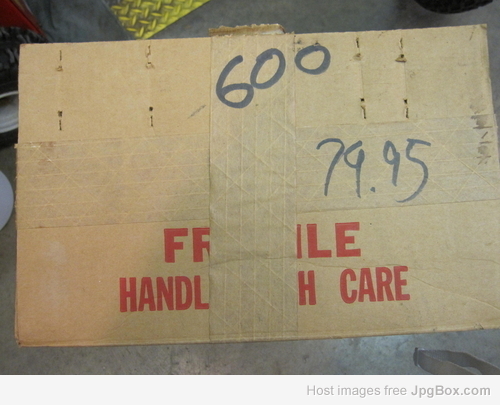 600
79.95
FR ILE
HANDL H CARE
Host images free JpgBox.com